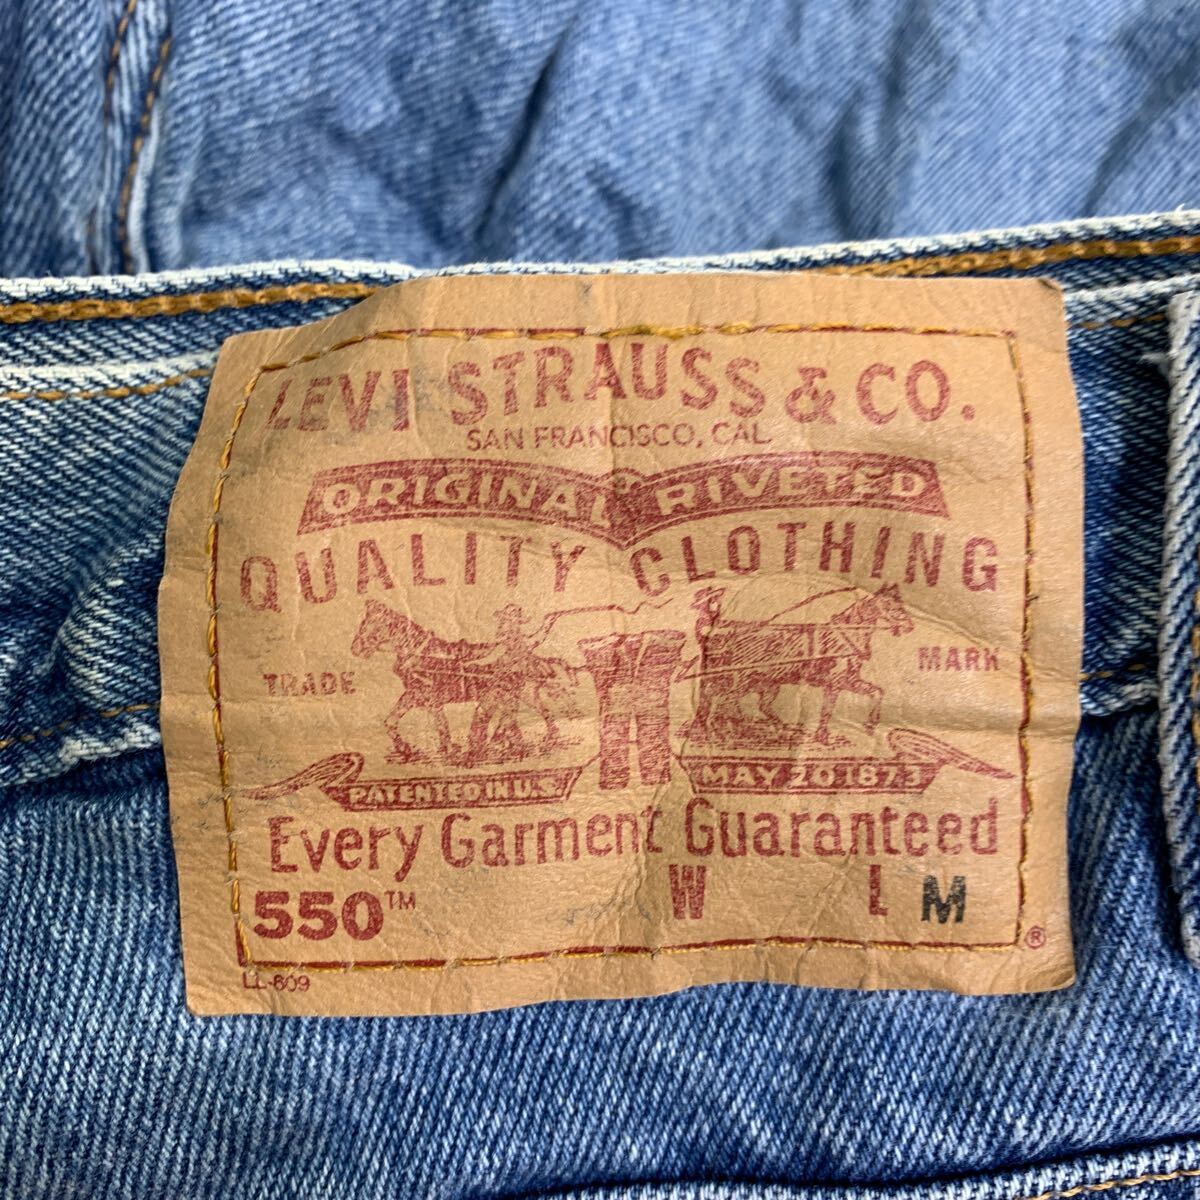 LEVI STRAUSS & CO.
SAN FRANCISCO, CAL.
ORIGINAL RIVETED
QUALITY CLOTHING
TRADE MARK
PATENTED IN U.S. MAY 20 1873
Every Garment Guaranteed
550™ W L M
®
LL-609